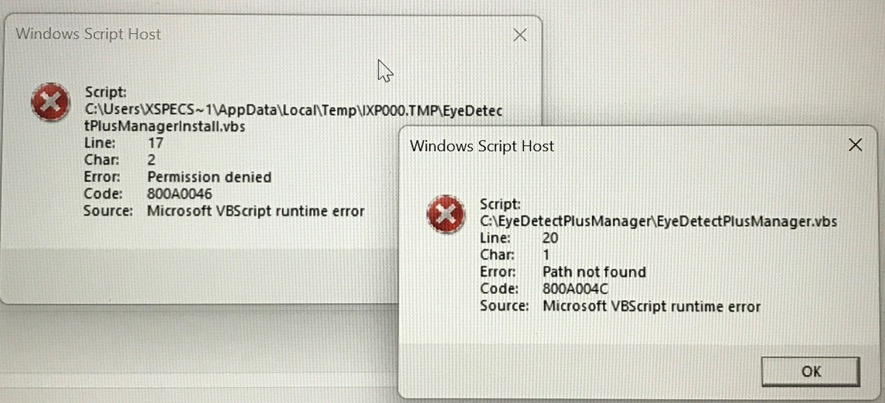 Windows Script Host
Script:
C:\Users\XSPECS~1\AppData\Local\Temp\IXP000.TMP\EyeDetec
tPlusManagerInstall.vbs
Line: 17
Char: 2
Error: Permission denied
Code: 800A0046
Source: Microsoft VBScript runtime error
Windows Script Host
Script:
C:\EyeDetectPlusManager\EyeDetectPlusManager.vbs
Line: 20
Char: 1
Error: Path not found
Code: 800A004C
Source: Microsoft VBScript runtime error
OK